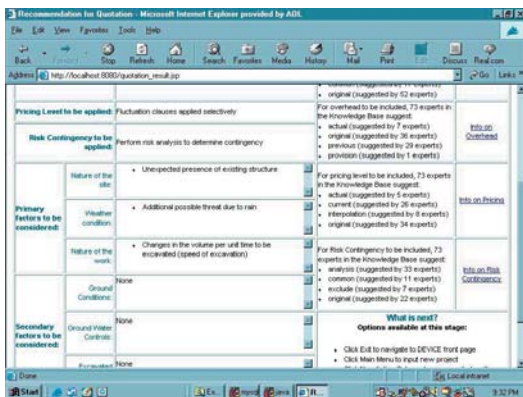 Recommendation for Quotation - Microsoft Internet Explorer provided by AOL
File Edit View Favorites Tools Help
Back Forward Stop Refresh Home Search Favorites Media History Mail Print Edit Discuss Real.com
Address http://localhost:8080/quotation_result.jsp Go Links »
original (suggested by 52 experts)
Pricing Level to be applied: Fluctuation clauses applied selectively
Risk Contingency to be applied: Perform risk analysis to determine contingency
For overhead to be included, 73 experts in the Knowledge Base suggest:
actual (suggested by 7 experts)
original (suggested by 36 experts)
previous (suggested by 29 experts)
provision (suggested by 1 experts)
Info on Overhead
Primary factors to be considered:
Nature of the site:
Unexpected presence of existing structure
Weather condition:
Additional possible threat due to rain
Nature of the work:
Changes in the volume per unit time to be excavated (speed of excavation)
For pricing level to be included, 73 experts in the Knowledge Base suggest:
actual (suggested by 5 experts)
current (suggested by 26 experts)
interpolation (suggested by 8 experts)
original (suggested by 34 experts)
Info on Pricing
For Risk Contingency to be included, 73 experts in the Knowledge Base suggest:
analysis (suggested by 33 experts)
common (suggested by 11 experts)
exclude (suggested by 7 experts)
original (suggested by 22 experts)
Info on Risk Contingency
Secondary factors to be considered:
Ground Conditions:
None
Ground Water Controls:
None
Excavated
None
What is next?
Options available at this stage:
Click Exit to navigate to DEVICE front page
Click Main Menu to input new project
Done
Local intranet
Start
9:32 PM